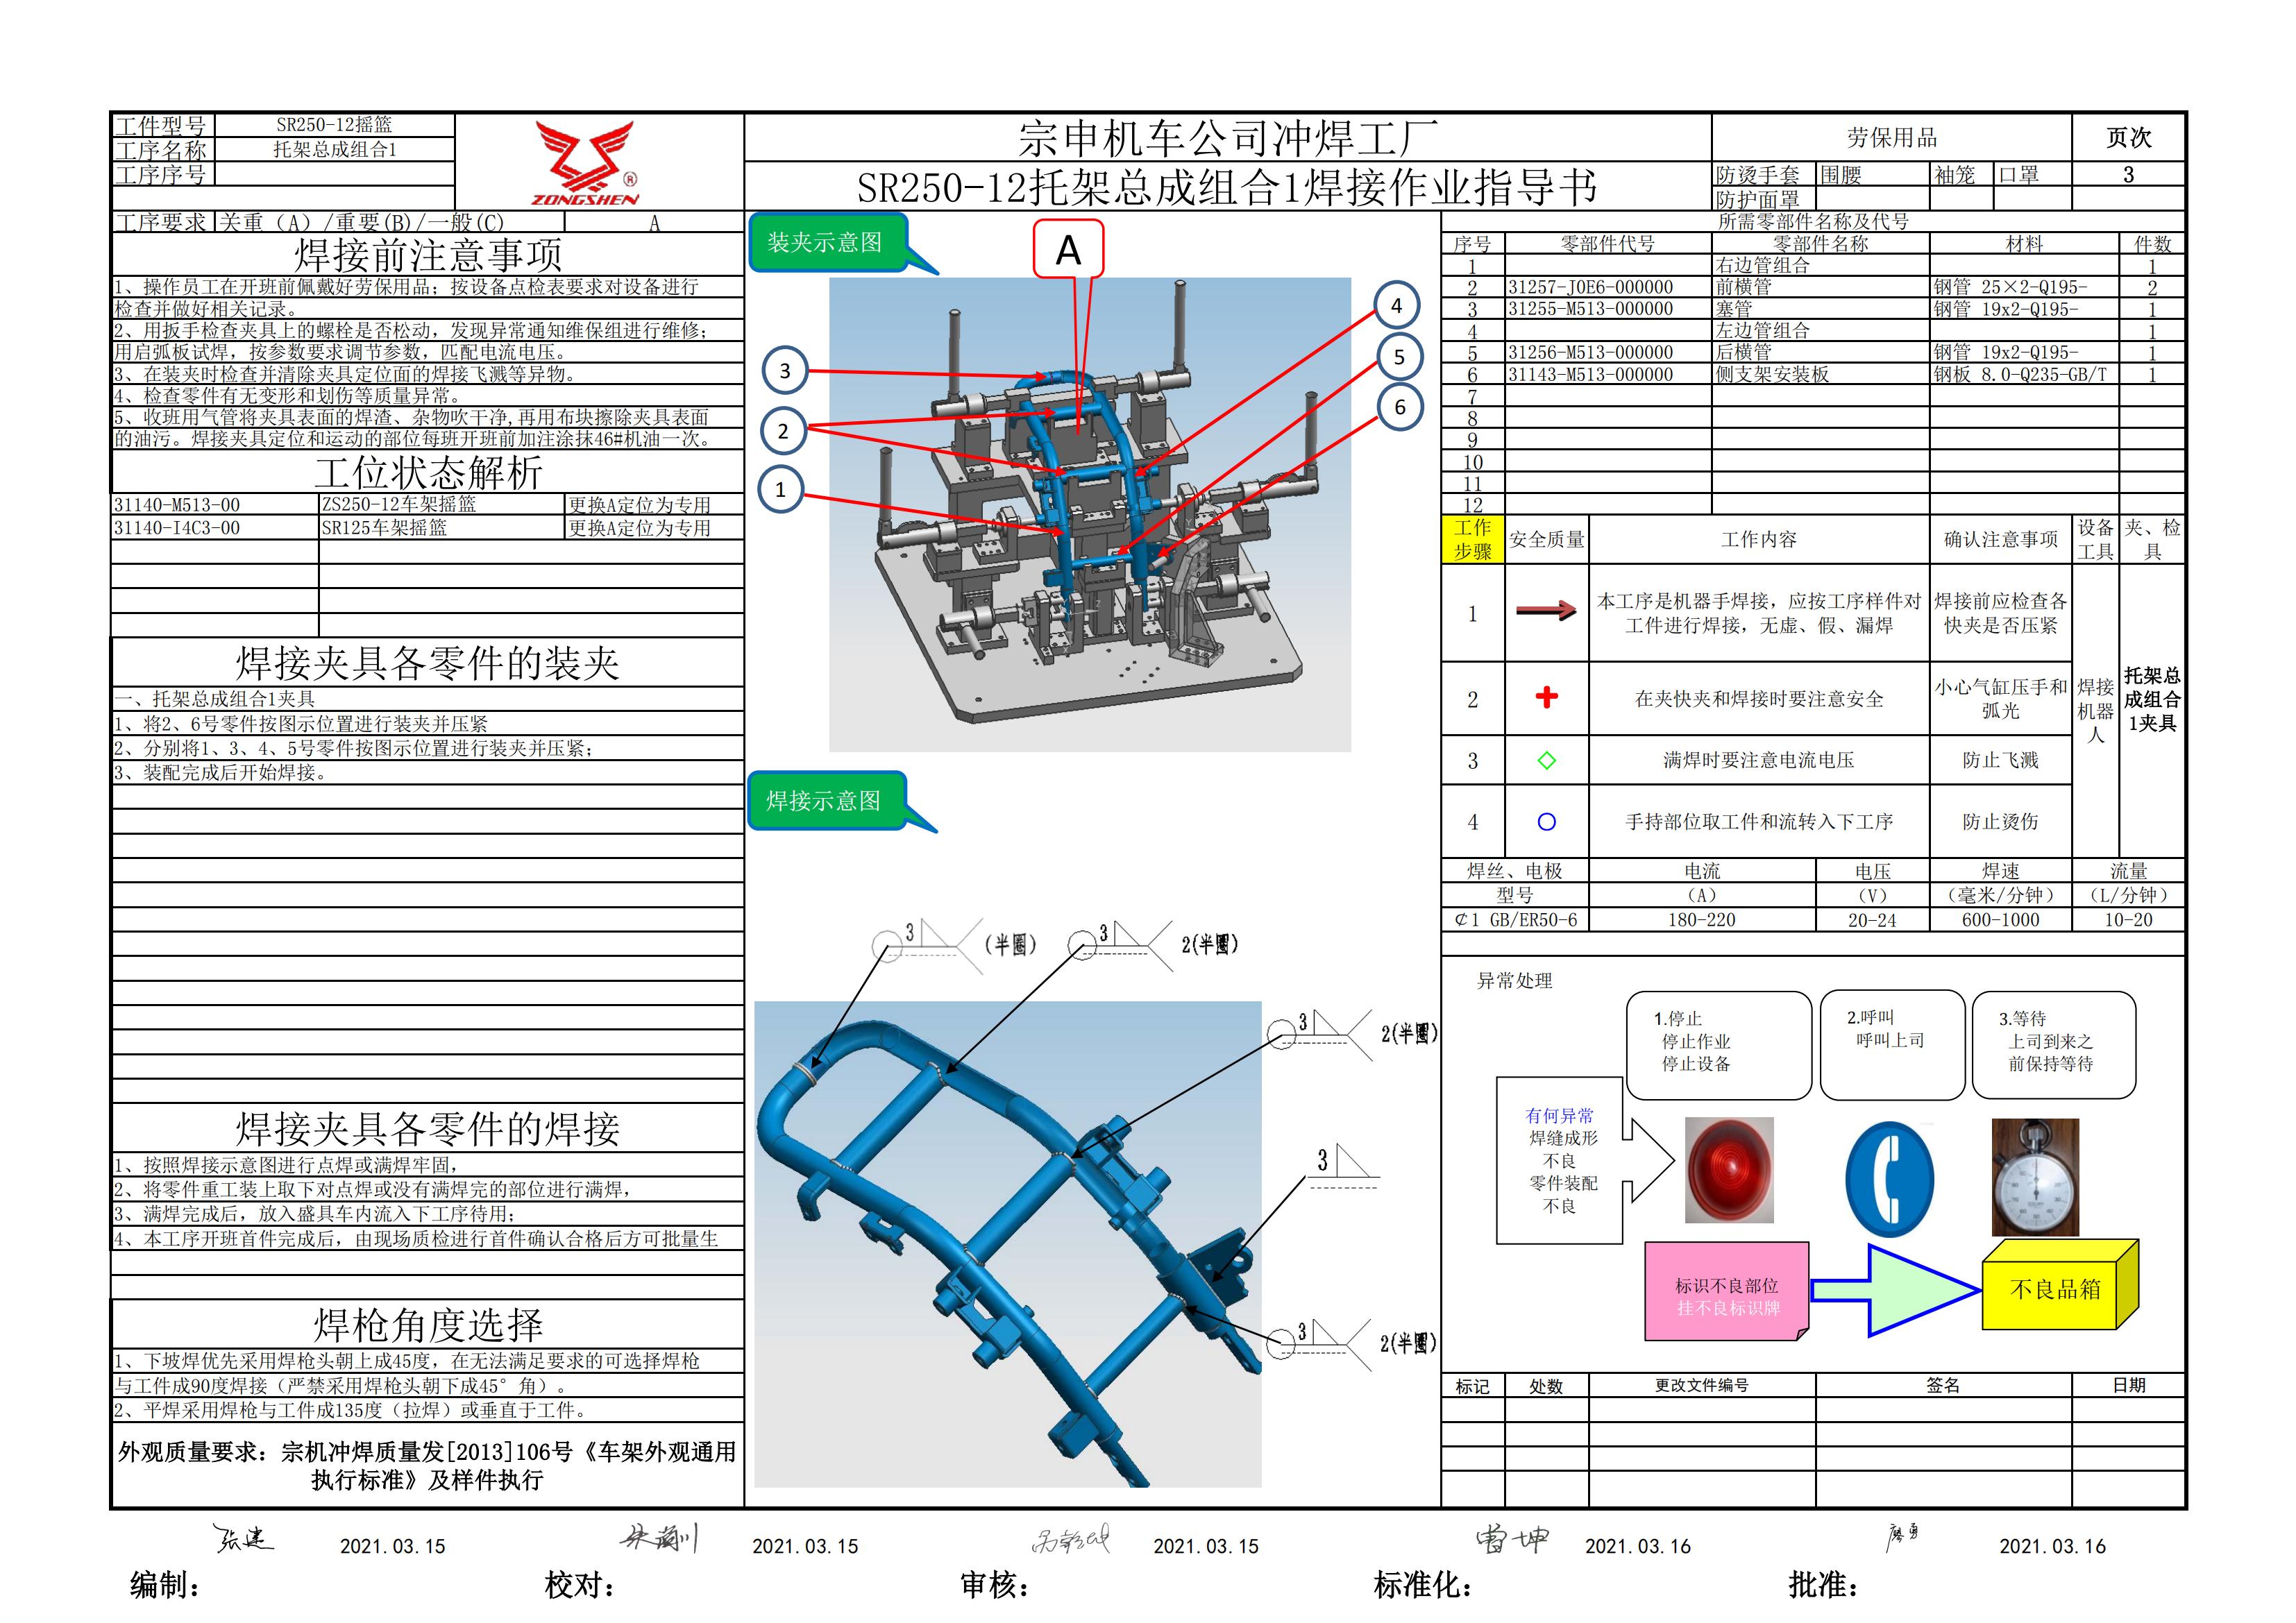 工件型号 SR250-12摇篮
工序名称 托架总成组合1
工序序号
ZONGSHEN ®
宗申机车公司冲焊工厂
SR250-12托架总成组合1焊接作业指导书
劳保用品 页次
防烫手套 围腰 袖笼 口罩 3
防护面罩
工序要求 关重（A）/重要(B)/一般(C) A
焊接前注意事项
1、操作员工在开班前佩戴好劳保用品；按设备点检表要求对设备进行
检查并做好相关记录。
2、用扳手检查夹具上的螺栓是否松动，发现异常通知维保组进行维修；
用启弧板试焊，按参数要求调节参数，匹配电流电压。
3、在装夹时检查并清除夹具定位面的焊接飞溅等异物。
4、检查零件有无变形和划伤等质量异常。
5、收班用气管将夹具表面的焊渣、杂物吹干净,再用布块擦除夹具表面
的油污。焊接夹具定位和运动的部位每班开班前加注涂抹46#机油一次。
工位状态解析
31140-M513-00 ZS250-12车架摇篮 更换A定位为专用
31140-I4C3-00 SR125车架摇篮 更换A定位为专用
焊接夹具各零件的装夹
一、托架总成组合1夹具
1、将2、6号零件按图示位置进行装夹并压紧
2、分别将1、3、4、5号零件按图示位置进行装夹并压紧；
3、装配完成后开始焊接。
焊接夹具各零件的焊接
1、按照焊接示意图进行点焊或满焊牢固，
2、将零件重工装上取下对点焊或没有满焊完的部位进行满焊，
3、满焊完成后，放入盛具车内流入下工序待用；
4、本工序开班首件完成后，由现场质检进行首件确认合格后方可批量生
焊枪角度选择
1、下坡焊优先采用焊枪头朝上成45度，在无法满足要求的可选择焊枪
与工件成90度焊接（严禁采用焊枪头朝下成45°角）。
2、平焊采用焊枪与工件成135度（拉焊）或垂直于工件。
外观质量要求：宗机冲焊质量发[2013]106号《车架外观通用
执行标准》及样件执行
装夹示意图
A
3
2
1
4
5
6
焊接示意图
3 (半圈)
3 2(半圈)
3 2(半圈)
3
3 2(半圈)
所需零部件名称及代号
序号 零部件代号 零部件名称 材料 件数
1 右边管组合 1
2 31257-J0E6-000000 前横管 钢管 25×2-Q195- 2
3 31255-M513-000000 塞管 钢管 19x2-Q195- 1
4 左边管组合 1
5 31256-M513-000000 后横管 钢管 19x2-Q195- 1
6 31143-M513-000000 侧支架安装板 钢板 8.0-Q235-GB/T 1
7
8
9
10
11
12
工作步骤 安全质量 工作内容 确认注意事项 设备工具 夹、检具
1 本工序是机器手焊接，应按工序样件对工件进行焊接，无虚、假、漏焊 焊接前应检查各快夹是否压紧
2 在夹快夹和焊接时要注意安全 小心气缸压手和弧光
焊接机器人 托架总成组合1夹具
3 满焊时要注意电流电压 防止飞溅
4 手持部位取工件和流转入下工序 防止烫伤
焊丝、电极 电流 电压 焊速 流量
型号 （A） （V） （毫米/分钟） （L/分钟）
¢1 GB/ER50-6 180-220 20-24 600-1000 10-20
异常处理
1.停止
停止作业
停止设备
2.呼叫
呼叫上司
3.等待
上司到来之
前保持等待
有何异常
焊缝成形
不良
零件装配
不良
标识不良部位
挂不良标识牌
不良品箱
标记 处数 更改文件编号 签名 日期
张建 2021.03.15 2021.03.15 2021.03.15 雷坤 2021.03.16 廖勇 2021.03.16
编制： 校对： 审核： 标准化： 批准：